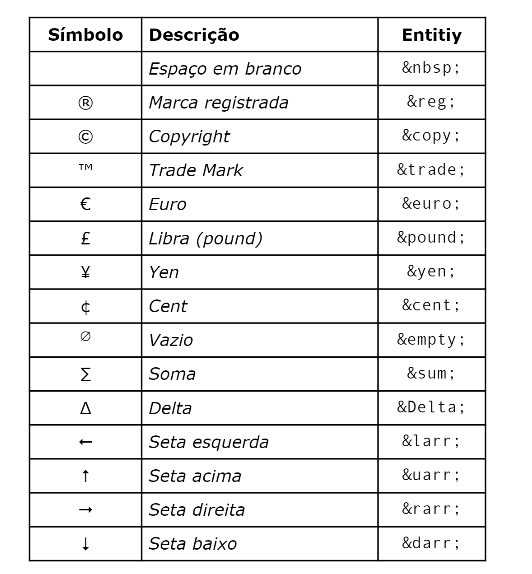 Símbolo Descrição Entitiy
Espaço em branco &nbsp;
® Marca registrada &reg;
© Copyright &copy;
™ Trade Mark &trade;
€ Euro &euro;
£ Libra (pound) &pound;
¥ Yen &yen;
¢ Cent &cent;
∅ Vazio &empty;
∑ Soma &sum;
Δ Delta &Delta;
← Seta esquerda &larr;
↑ Seta acima &uarr;
→ Seta direita &rarr;
↓ Seta baixo &darr;